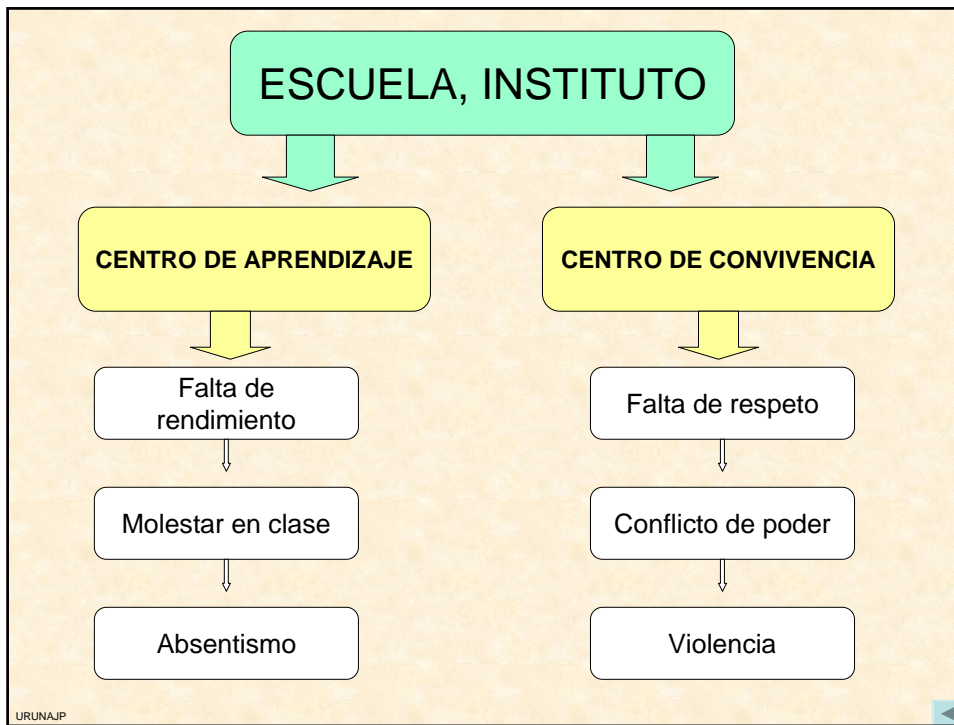 ESCUELA, INSTITUTO
CENTRO DE APRENDIZAJE
Falta de
rendimiento
Molestar en clase
Absentismo
CENTRO DE CONVIVENCIA
Falta de respeto
Conflicto de poder
Violencia
URUNAJP